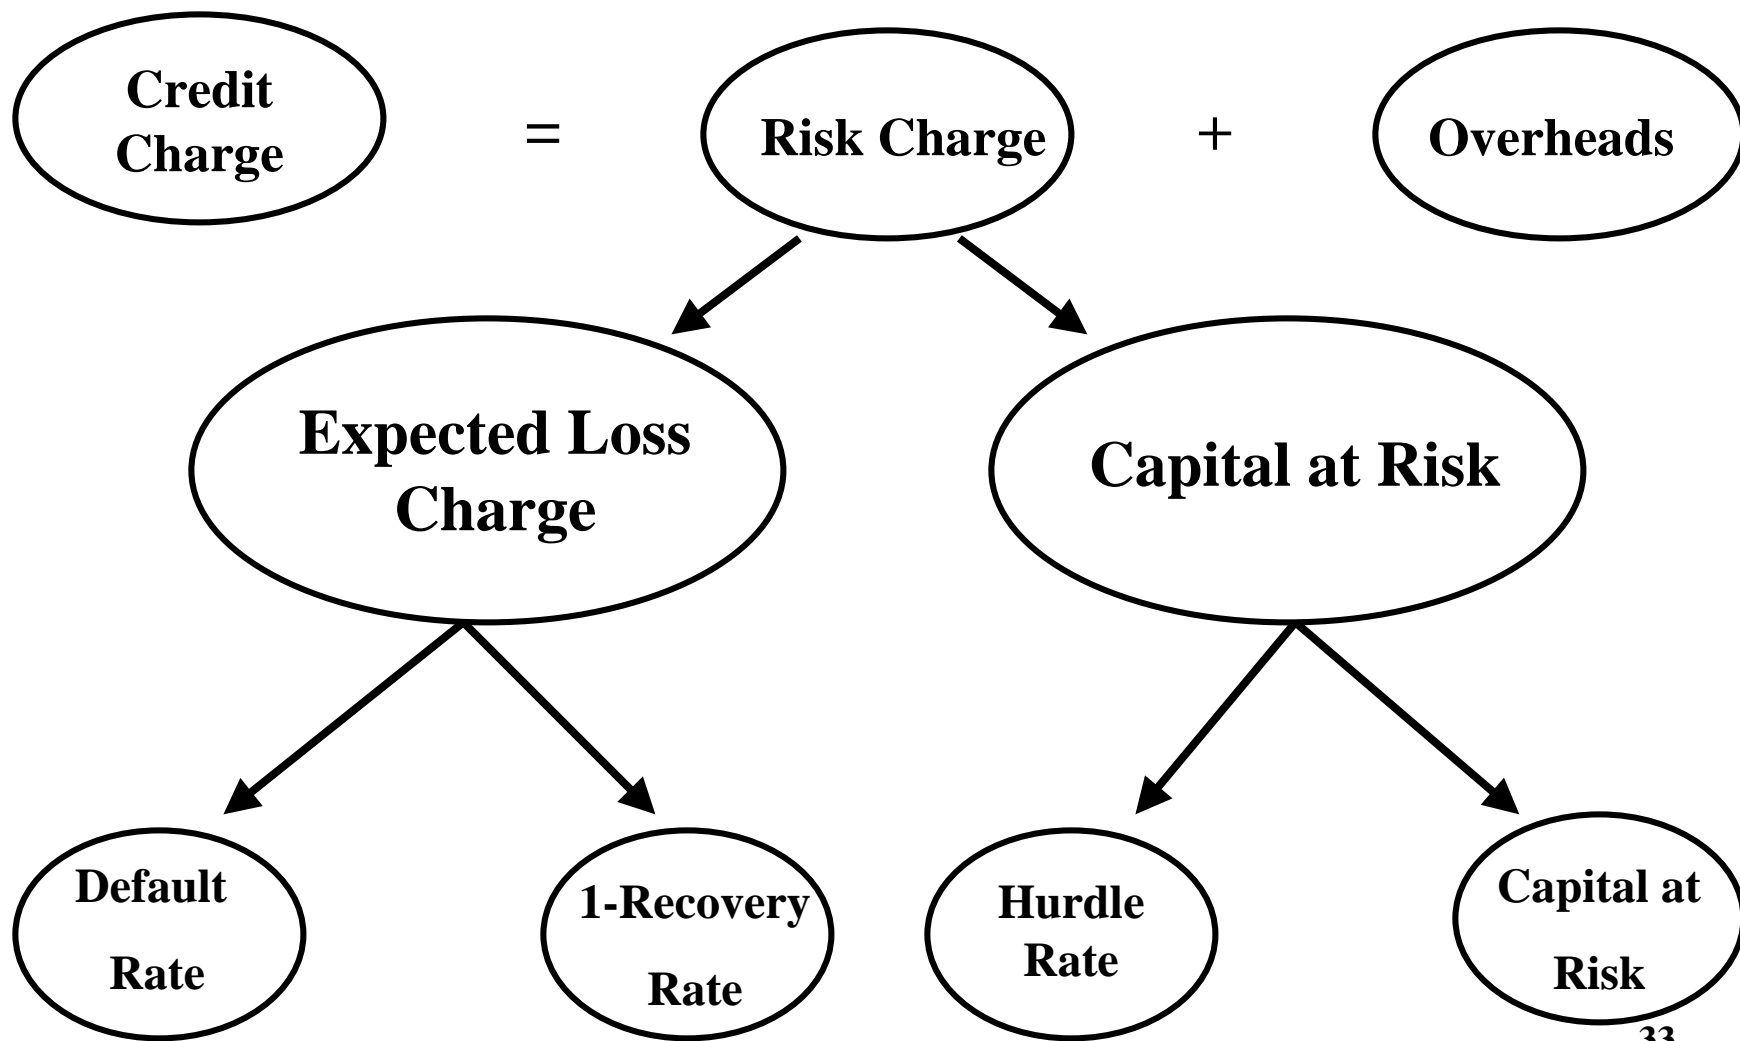 Credit
Charge
=
Risk Charge
+
Overheads
Expected Loss
Charge
Capital at Risk
Default
Rate
1-Recovery
Rate
Hurdle
Rate
Capital at
Risk
33